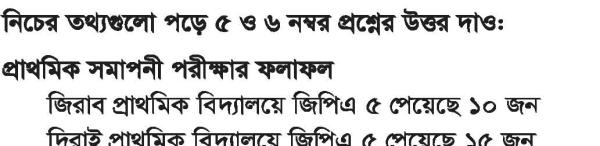 নিচের তথ্যগুলো পড়ে ৫ ও ৬ নম্বর প্রশ্নের উত্তর দাও:
প্রাথমিক সমাপনী পরীক্ষার ফলাফল
জিরাব প্রাথমিক বিদ্যালয়ে জিপিএ ৫ পেয়েছে ১০ জন
দিরাই প্রাথমিক বিদ্যালয়ে জিপিএ ৫ পেয়েছে ১৫ জন